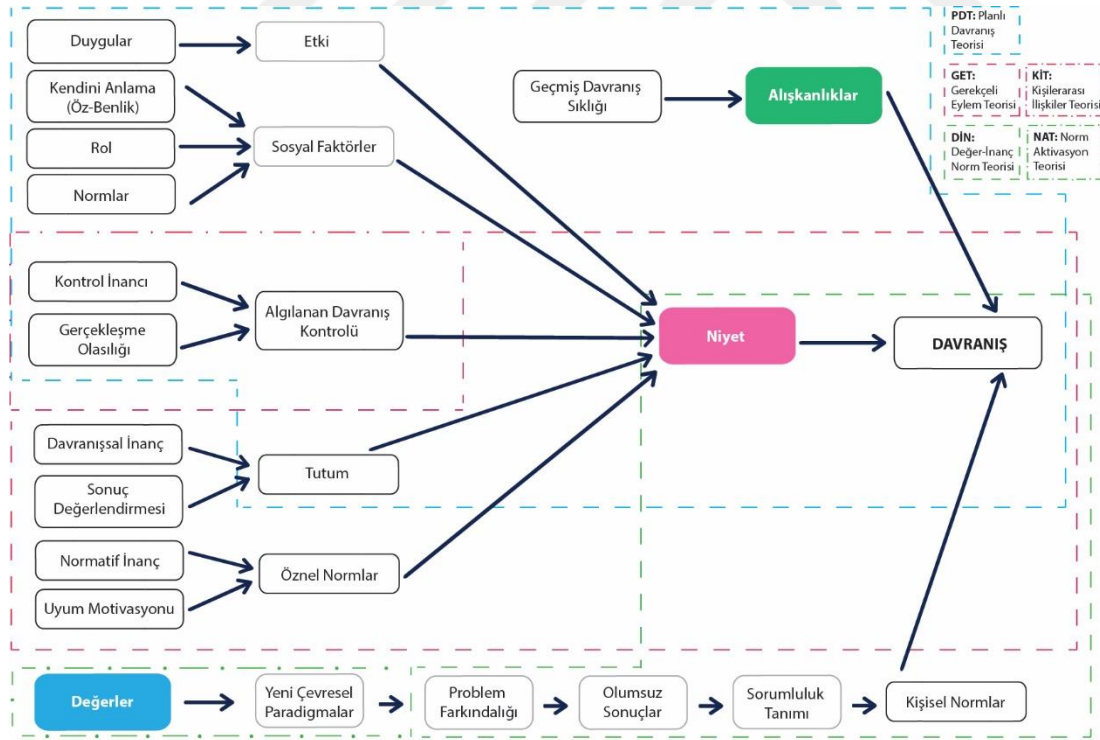 Duygular
Etki
Kendini Anlama
(Öz-Benlik)
Rol
Sosyal Faktörler
Normlar
Geçmiş Davranış
Sıklığı
Alışkanlıklar
PDT: Planlı
Davranış
Teorisi
GET:
Gerekçeli
Eylem Teorisi
KİT:
Kişilerarası
İlişkiler Teorisi
DİN:
Değer-İnanç
Norm Teorisi
NAT: Norm
Aktivasyon
Teorisi
Kontrol İnancı
Gerçekleşme
Olasılığı
Algılanan Davranış
Kontrolü
Niyet
DAVRANIŞ
Davranışsal İnanç
Sonuç
Değerlendirmesi
Tutum
Normatif İnanç
Uyum Motivasyonu
Öznel Normlar
Değerler
Yeni Çevresel
Paradigmalar
Problem
Farkındalığı
Olumsuz
Sonuçlar
Sorumluluk
Tanımı
Kişisel Normlar